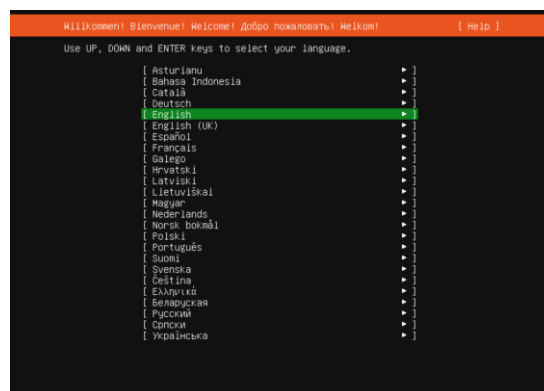 Willkommen! Bienvenue! Welcome! Добро пожаловать! Welkom! [ Help ]
Use UP, DOWN and ENTER keys to select your language.
[ Asturianu ► ]
[ Bahasa Indonesia ► ]
[ Català ► ]
[ Deutsch ► ]
[ English ► ]
[ English (UK) ► ]
[ Español ► ]
[ Français ► ]
[ Galego ► ]
[ Hrvatski ► ]
[ Latviski ► ]
[ Lietuviškai ► ]
[ Magyar ► ]
[ Nederlands ► ]
[ Norsk bokmål ► ]
[ Polski ► ]
[ Português ► ]
[ Suomi ► ]
[ Svenska ► ]
[ Čeština ► ]
[ Ελληνικά ► ]
[ Беларуская ► ]
[ Русский ► ]
[ Српски ► ]
[ Українська ► ]